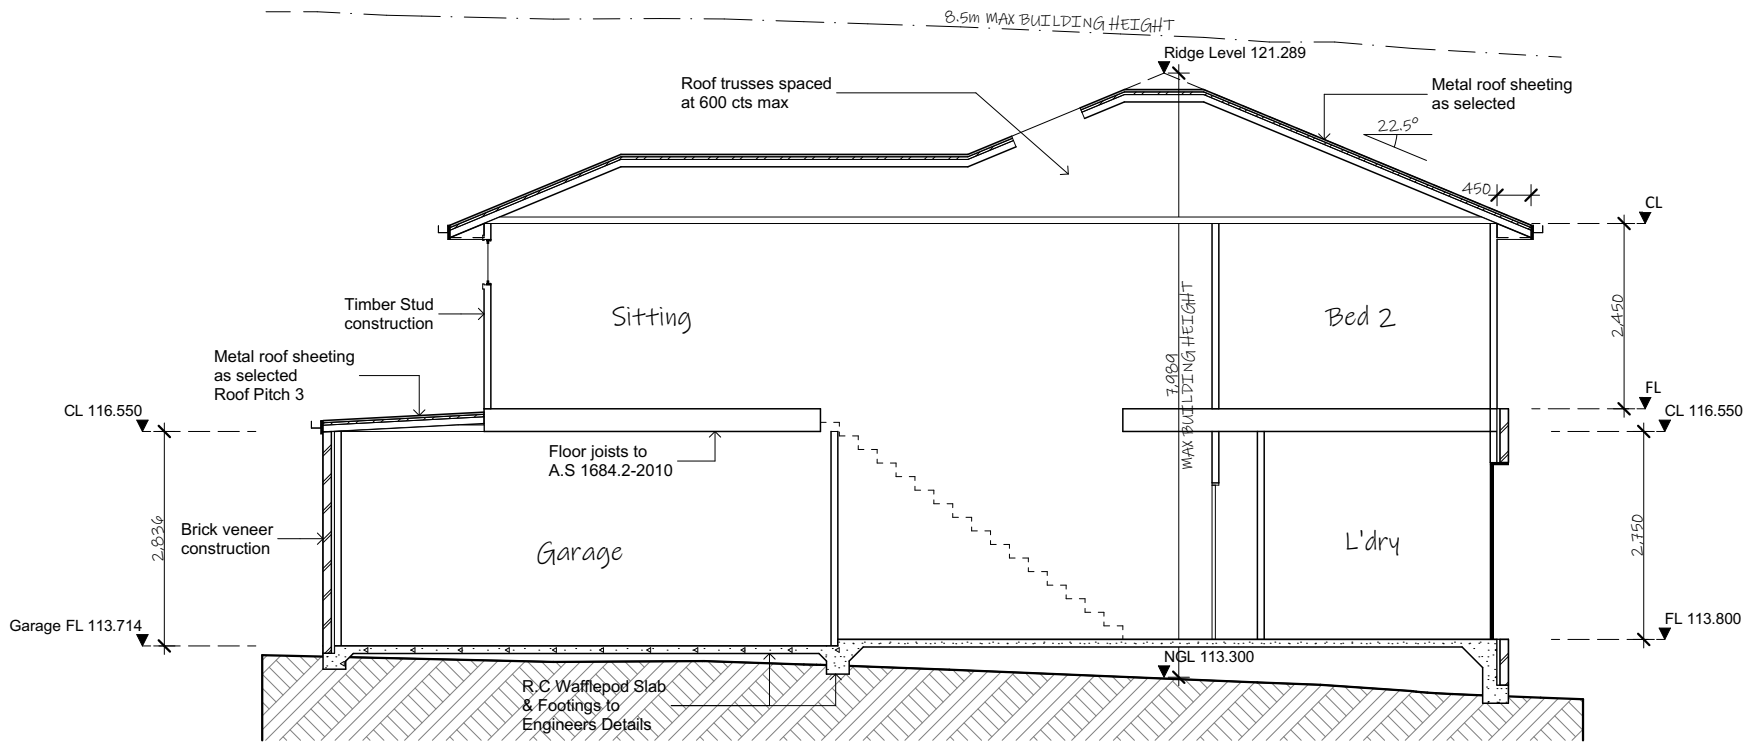 8.5m MAX BUILDING HEIGHT
Ridge Level 121.289
Roof trusses spaced
at 600 cts max
Metal roof sheeting
as selected
22.5°
450
CL
Timber Stud
construction
Sitting
Bed 2
2,450
7,989
MAX BUILDING HEIGHT
Metal roof sheeting
as selected
Roof Pitch 3
FL
CL 116.550
CL 116.550
Floor joists to
A.S 1684.2-2010
2,836
Brick veneer
construction
Garage
L'dry
2,750
Garage FL 113.714
FL 113.800
NGL 113.300
R.C Wafflepod Slab
& Footings to
Engineers Details